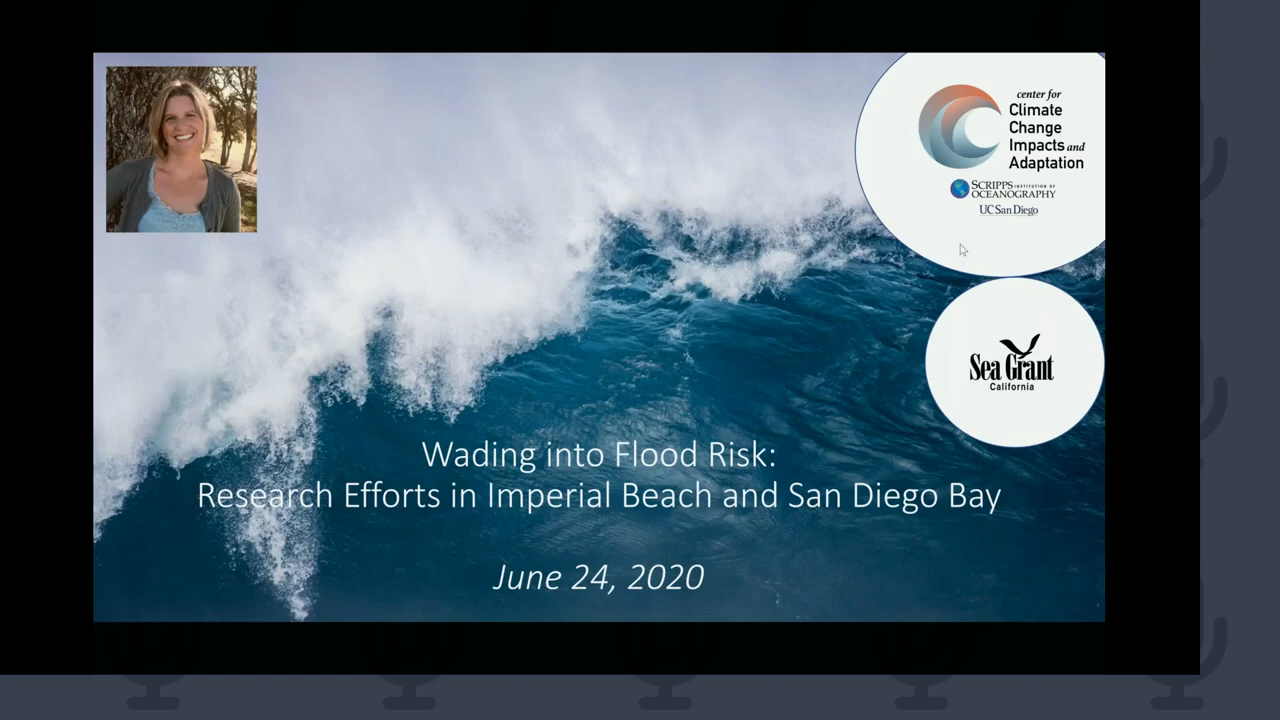 center for
Climate
Change
Impacts and
Adaptation
SCRIPPS INSTITUTION OF
OCEANOGRAPHY
UC San Diego
Sea Grant
California
Wading into Flood Risk:
Research Efforts in Imperial Beach and San Diego Bay
June 24, 2020